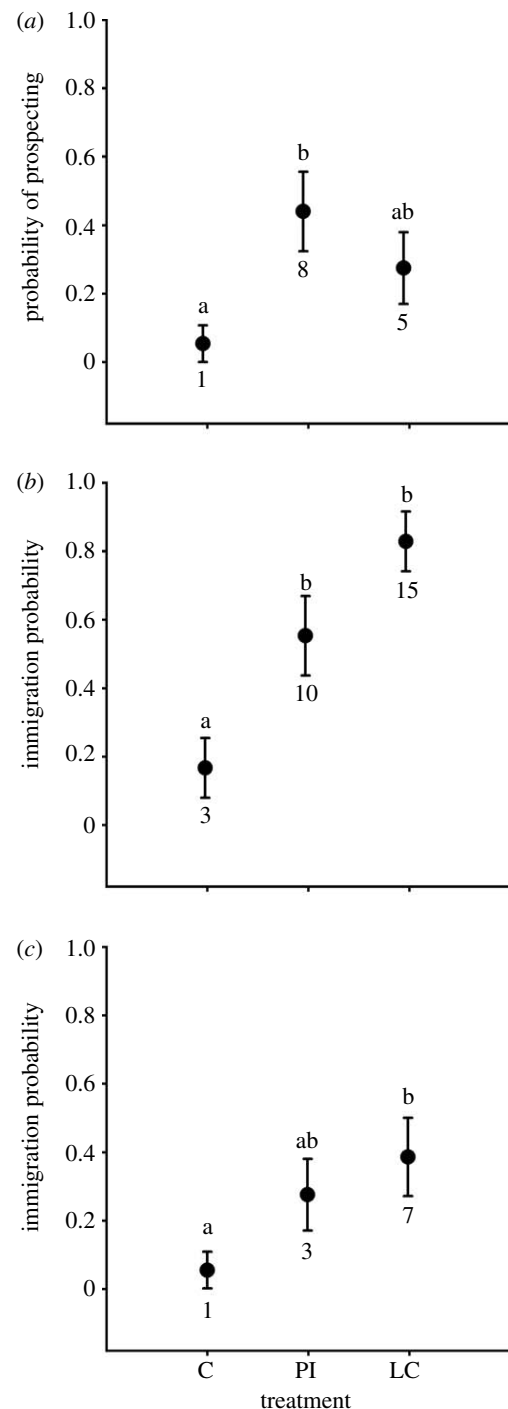 (a) 1.0
0.8
0.6
0.4
0.2
0
probability of prospecting
a
1
b
8
ab
5
(b) 1.0
0.8
0.6
0.4
0.2
0
immigration probability
a
3
b
10
b
15
(c) 1.0
0.8
0.6
0.4
0.2
0
immigration probability
a
1
ab
3
b
7
C PI LC
treatment